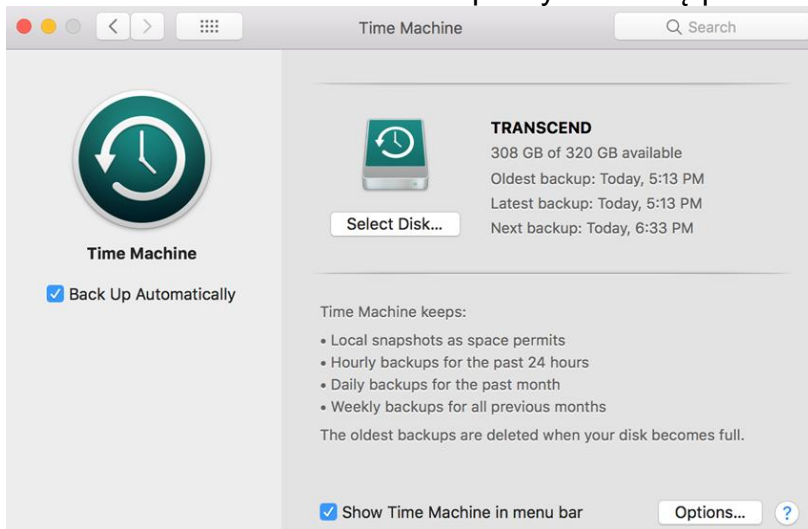 Time Machine
Search
TRANSCEND
308 GB of 320 GB available
Oldest backup: Today, 5:13 PM
Latest backup: Today, 5:13 PM
Select Disk...
Next backup: Today, 6:33 PM
Time Machine
Back Up Automatically
Time Machine keeps:
• Local snapshots as space permits
• Hourly backups for the past 24 hours
• Daily backups for the past month
• Weekly backups for all previous months
The oldest backups are deleted when your disk becomes full.
Show Time Machine in menu bar
Options...
?